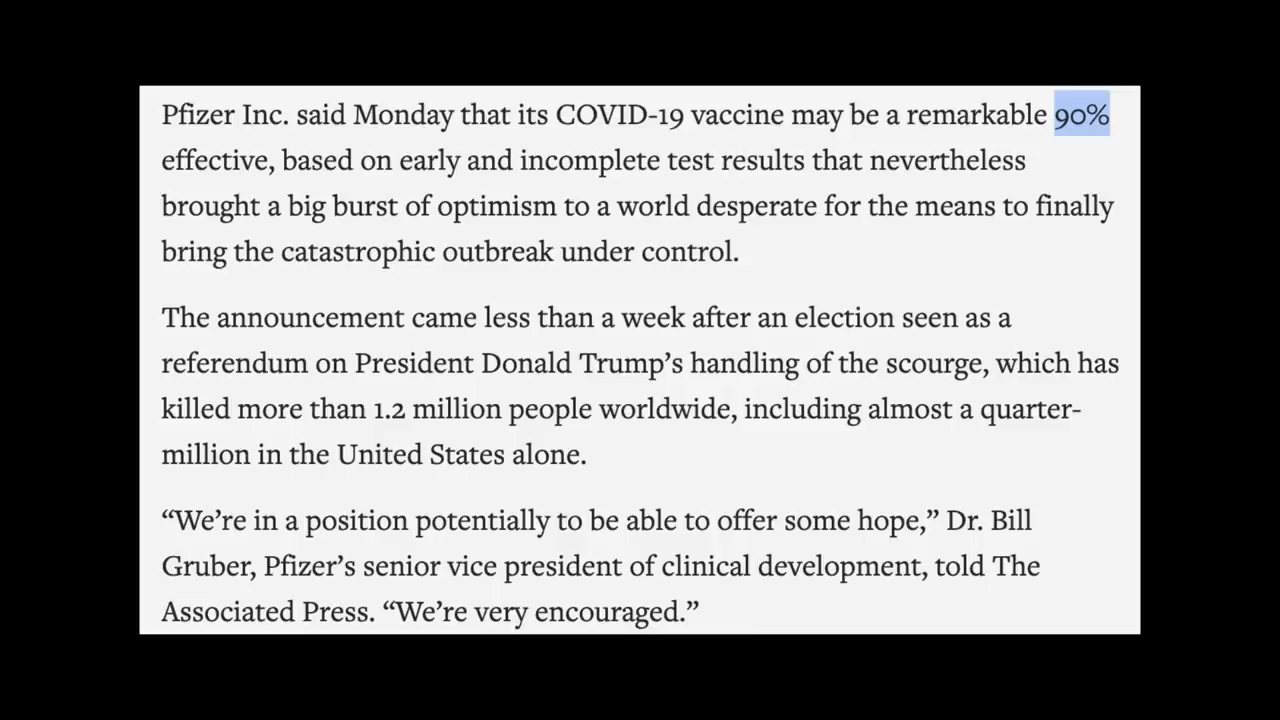 Pfizer Inc. said Monday that its COVID-19 vaccine may be a remarkable 90%
effective, based on early and incomplete test results that nevertheless
brought a big burst of optimism to a world desperate for the means to finally
bring the catastrophic outbreak under control.
The announcement came less than a week after an election seen as a
referendum on President Donald Trump’s handling of the scourge, which has
killed more than 1.2 million people worldwide, including almost a quarter-
million in the United States alone.
“We’re in a position potentially to be able to offer some hope,” Dr. Bill
Gruber, Pfizer’s senior vice president of clinical development, told The
Associated Press. “We’re very encouraged.”